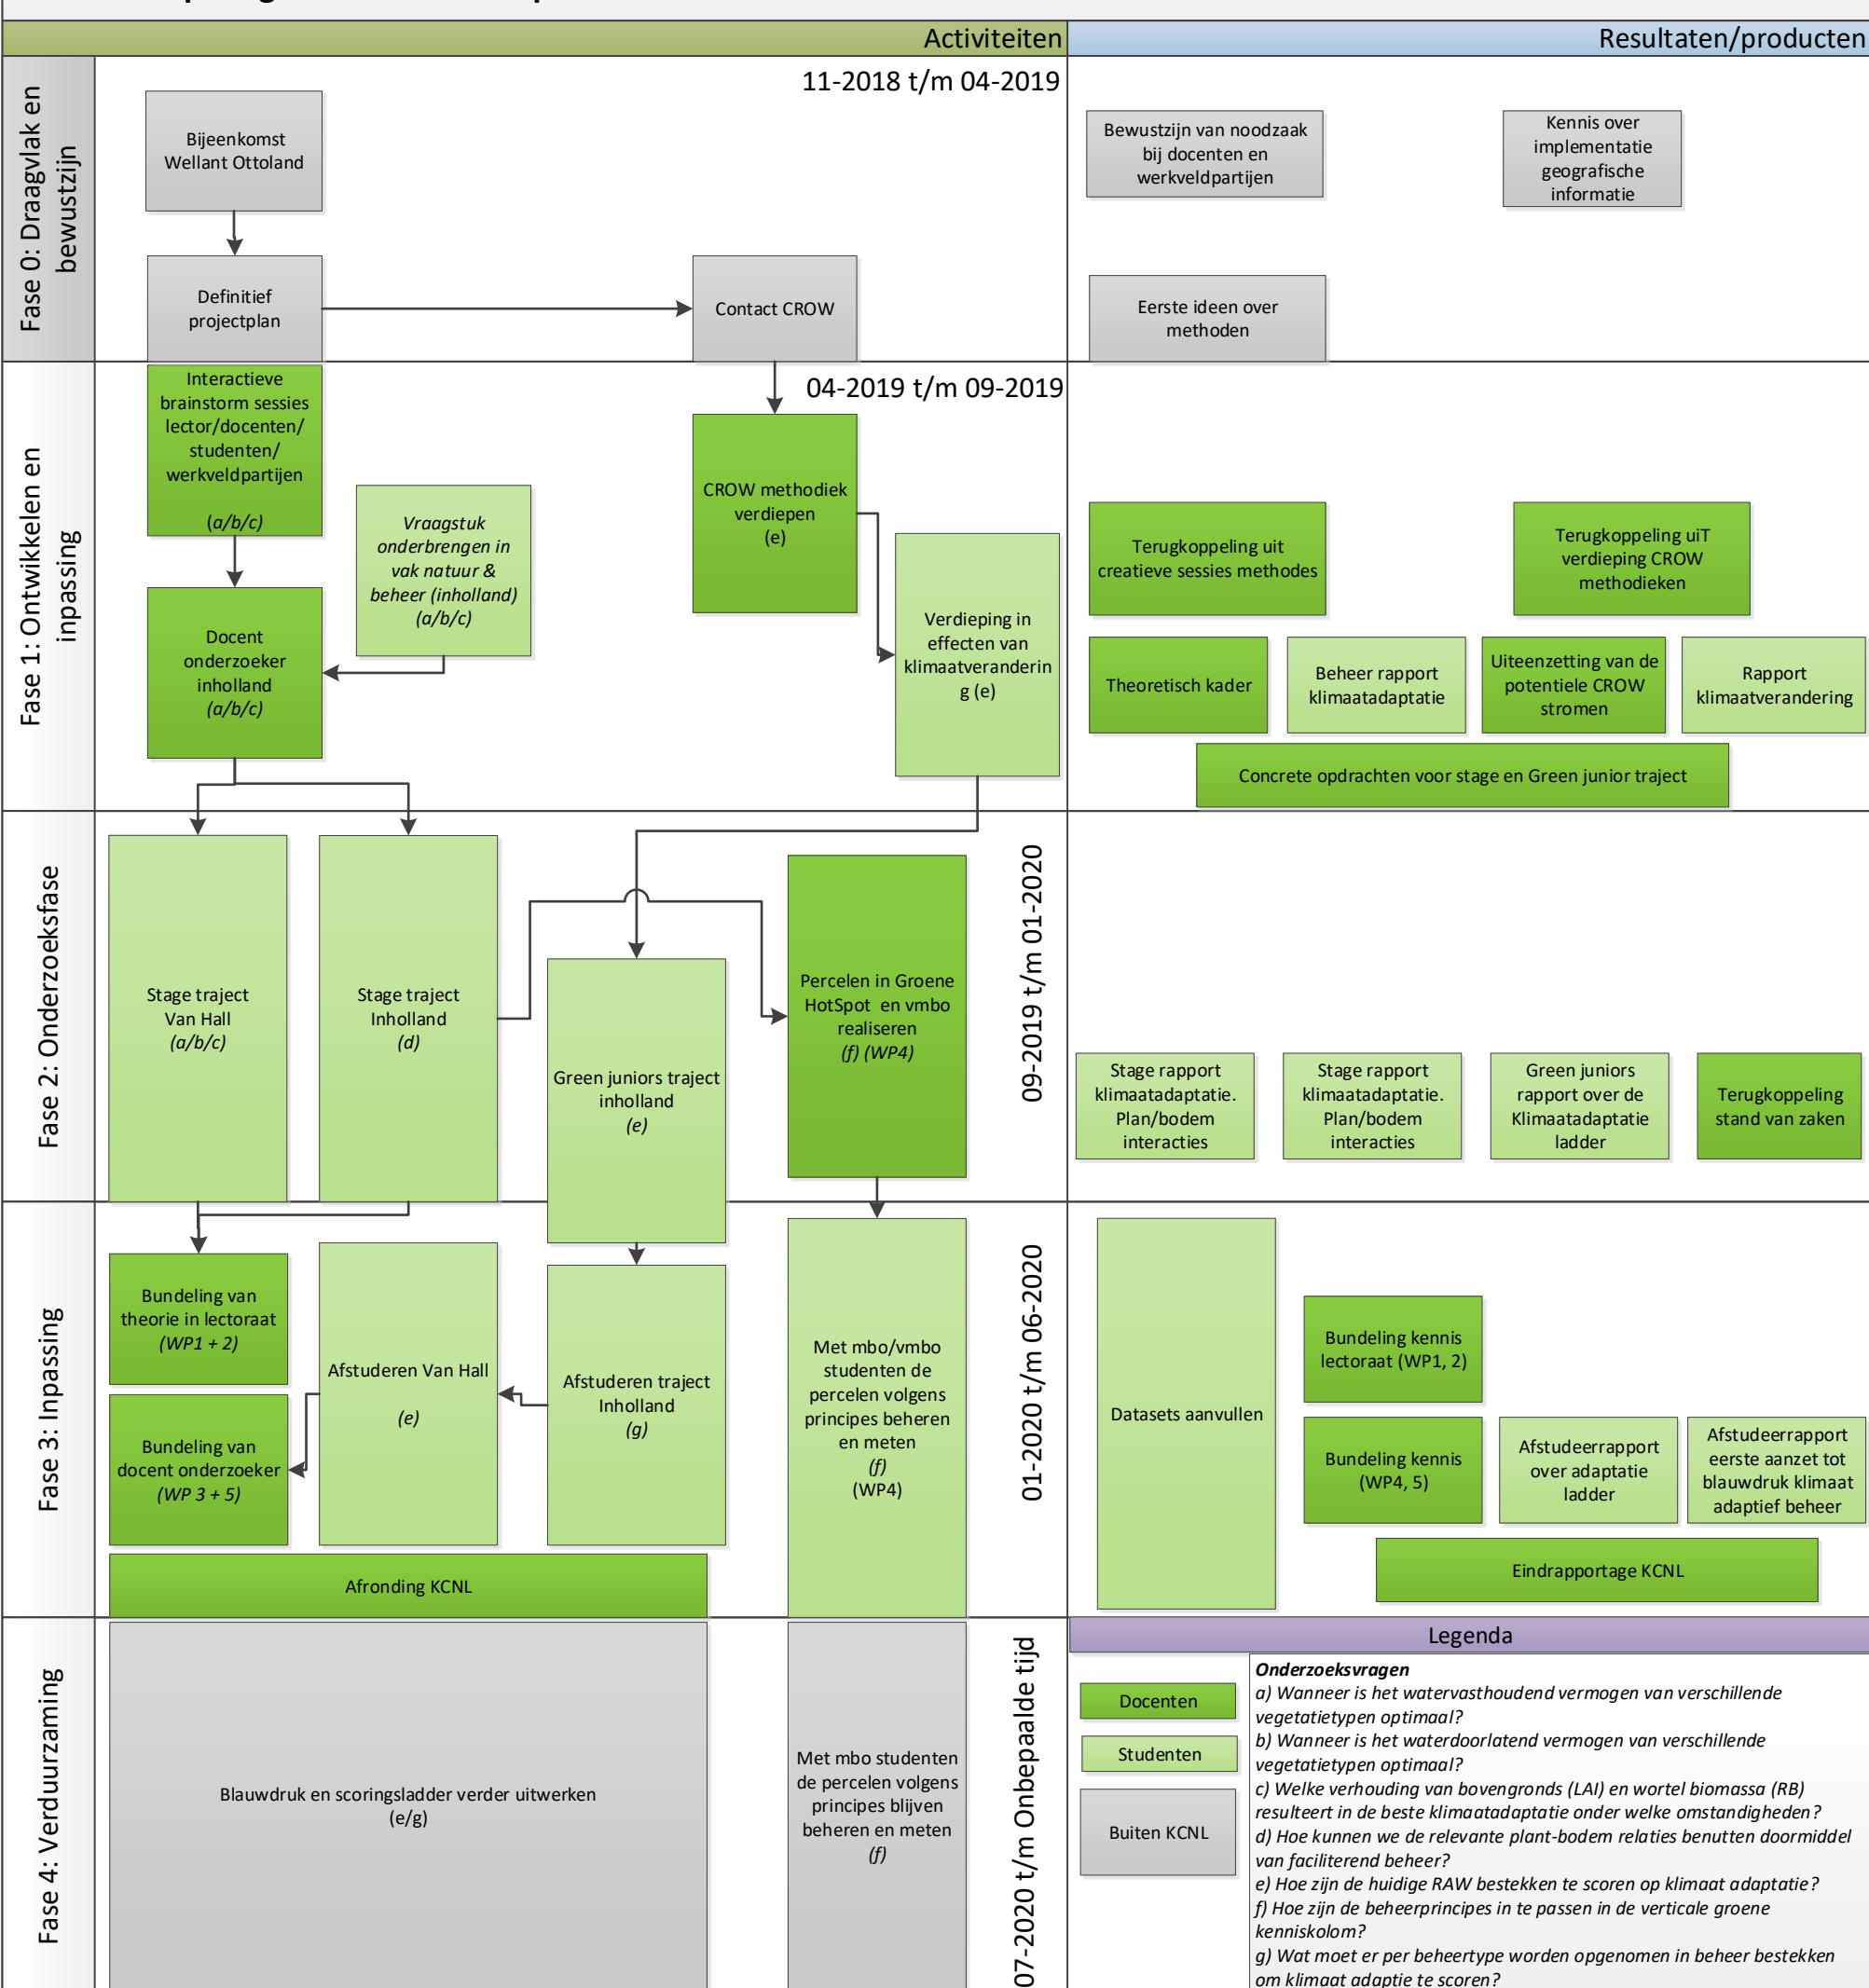 Activiteiten
Resultaten/producten
Fase 0: Draagvlak en
bewustzijn
11-2018 t/m 04-2019
Bijeenkomst
Wellant Ottoland
Definitief
projectplan
Contact CROW
Bewustzijn van noodzaak
bij docenten en
werkveldpartijen
Kennis over
implementatie
geografische
informatie
Eerste ideen over
methoden
Fase 1: Ontwikkelen en
inpassing
04-2019 t/m 09-2019
Interactieve
brainstorm sessies
lector/docenten/
studenten/
werkveldpartijen
(a/b/c)
Vraagstuk
onderbrengen in
vak natuur &
beheer (inholland)
(a/b/c)
Docent
onderzoeker
inholland
(a/b/c)
CROW methodiek
verdiepen
(e)
Verdieping in
effecten van
klimaatveranderin
g (e)
Terugkoppeling uit
creatieve sessies methodes
Terugkoppeling uiT
verdieping CROW
methodieken
Theoretisch kader
Beheer rapport
klimaatadaptatie
Uiteenzetting van de
potentiele CROW
stromen
Rapport
klimaatverandering
Concrete opdrachten voor stage en Green junior traject
Fase 2: Onderzoeksfase
09-2019 t/m 01-2020
Stage traject
Van Hall
(a/b/c)
Stage traject
Inholland
(d)
Green juniors traject
inholland
(e)
Percelen in Groene
HotSpot en vmbo
realiseren
(f) (WP4)
Stage rapport
klimaatadaptatie.
Plan/bodem
interacties
Stage rapport
klimaatadaptatie.
Plan/bodem
interacties
Green juniors
rapport over de
Klimaatadaptatie
ladder
Terugkoppeling
stand van zaken
Fase 3: Inpassing
01-2020 t/m 06-2020
Bundeling van
theorie in lectoraat
(WP1 + 2)
Bundeling van
docent onderzoeker
(WP 3 + 5)
Afstuderen Van Hall
(e)
Afstuderen traject
Inholland
(g)
Met mbo/vmbo
studenten de
percelen volgens
principes beheren
en meten
(f)
(WP4)
Afronding KCNL
Datasets aanvullen
Bundeling kennis
lectoraat (WP1, 2)
Bundeling kennis
(WP4, 5)
Afstudeerrapport
over adaptatie
ladder
Afstudeerrapport
eerste aanzet tot
blauwdruk klimaat
adaptief beheer
Eindrapportage KCNL
Fase 4: Verduurzaming
07-2020 t/m Onbepaalde tijd
Blauwdruk en scoringsladder verder uitwerken
(e/g)
Met mbo studenten
de percelen volgens
principes blijven
beheren en meten
(f)
Legenda
Docenten
Studenten
Buiten KCNL
Onderzoeksvragen
a) Wanneer is het watervasthoudend vermogen van verschillende
vegetatietypen optimaal?
b) Wanneer is het waterdoorlatend vermogen van verschillende
vegetatietypen optimaal?
c) Welke verhouding van bovengronds (LAI) en wortel biomassa (RB)
resulteert in de beste klimaatadaptatie onder welke omstandigheden?
d) Hoe kunnen we de relevante plant-bodem relaties benutten doormiddel
van faciliterend beheer?
e) Hoe zijn de huidige RAW bestekken te scoren op klimaat adaptatie?
f) Hoe zijn de beheerprincipes in te passen in de verticale groene
kenniskolom?
g) Wat moet er per beheertype worden opgenomen in beheer bestekken
om klimaat adaptie te scoren?